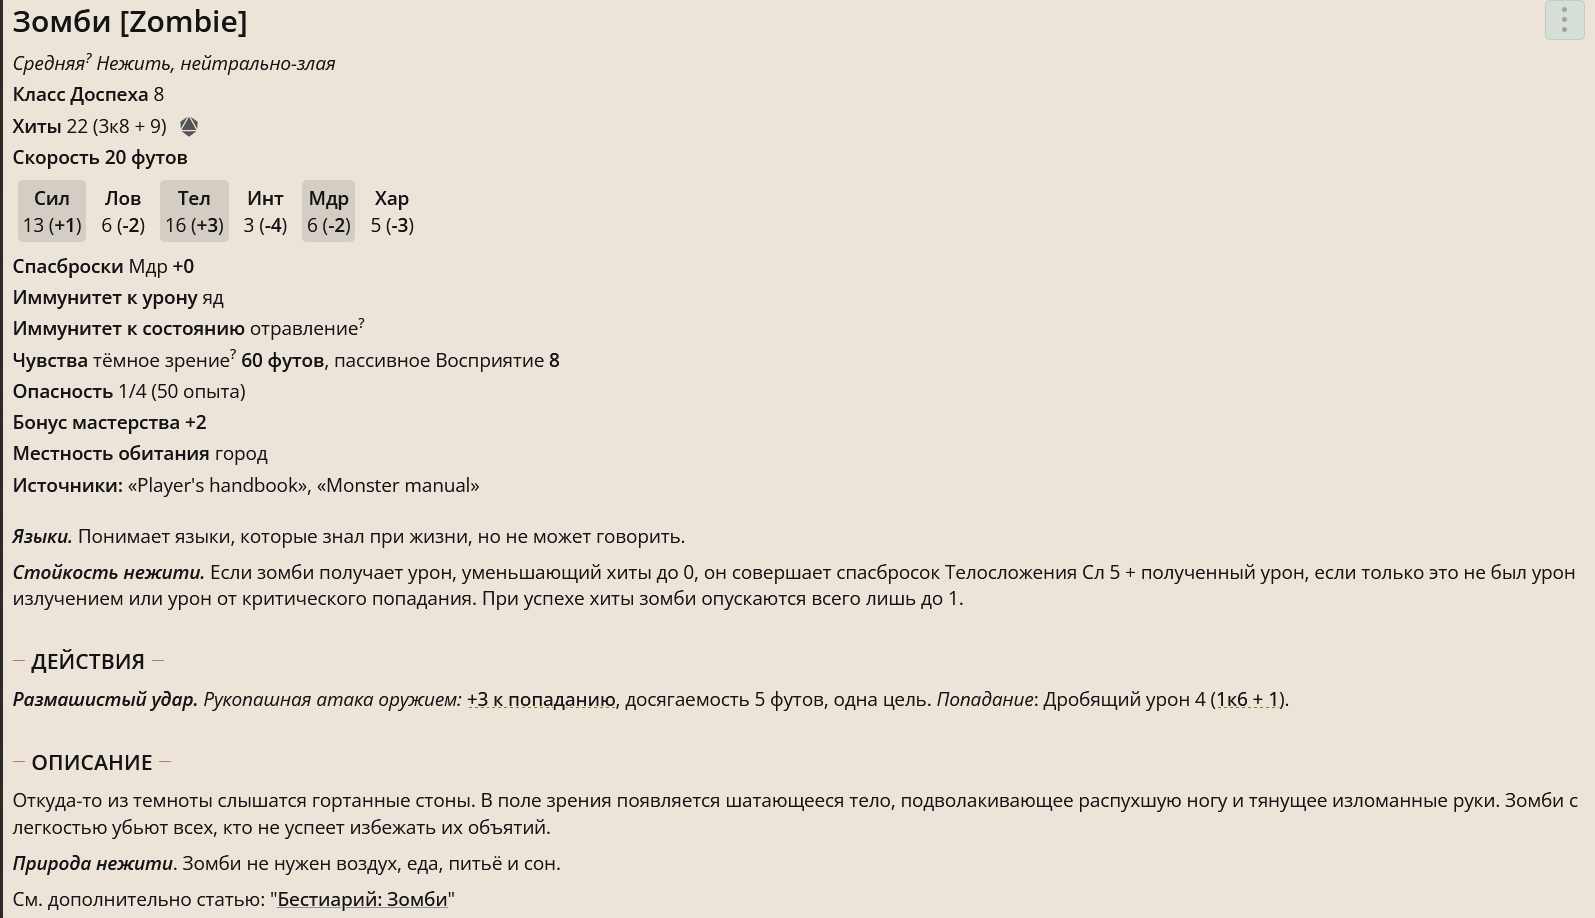 Зомби [Zombie]
Средняя? Нежить, нейтрально-злая
Класс Доспеха 8
Хиты 22 (3к8 + 9)
Скорость 20 футов
Сил Лов Тел Инт Мдр Хар
13 (+1) 6 (-2) 16 (+3) 3 (-4) 6 (-2) 5 (-3)
Спасброски Мдр +0
Иммунитет к урону яд
Иммунитет к состоянию отравление?
Чувства тёмное зрение? 60 футов, пассивное Восприятие 8
Опасность 1/4 (50 опыта)
Бонус мастерства +2
Местность обитания город
Источники: «Player's handbook», «Monster manual»
Языки. Понимает языки, которые знал при жизни, но не может говорить.
Стойкость нежити. Если зомби получает урон, уменьшающий хиты до 0, он совершает спасбросок Телосложения Сл 5 + полученный урон, если только это не был урон
излучением или урон от критического попадания. При успехе хиты зомби опускаются всего лишь до 1.
ДЕЙСТВИЯ
Размашистый удар. Рукопашная атака оружием: +3 к попаданию, досягаемость 5 футов, одна цель. Попадание: Дробящий урон 4 (1к6 + 1).
ОПИСАНИЕ
Откуда-то из темноты слышатся гортанные стоны. В поле зрения появляется шатающееся тело, подволакивающее распухшую ногу и тянущее изломанные руки. Зомби с
легкостью убьют всех, кто не успеет избежать их объятий.
Природа нежити. Зомби не нужен воздух, еда, питьё и сон.
См. дополнительно статью: "Бестиарий: Зомби"